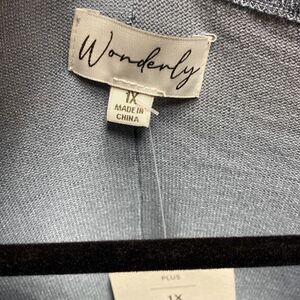 Wonderly
1X
MADE IN
CHINA
PLUS
1X